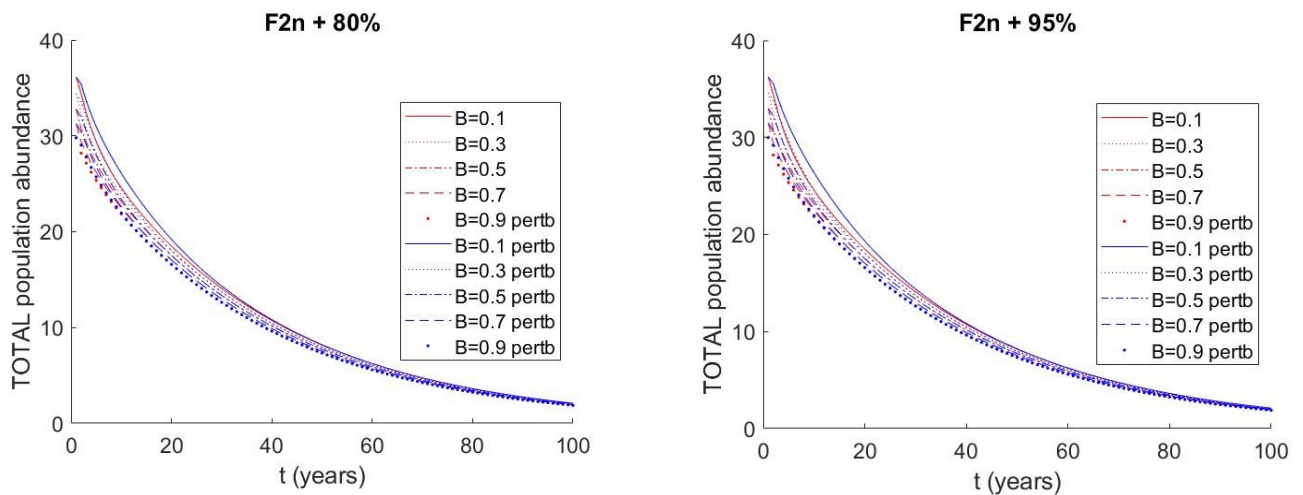 F2n + 80%
TOTAL population abundance
40
30
20
10
0
0 20 40 60 80 100
t (years)
B=0.1
B=0.3
B=0.5
B=0.7
B=0.9 pertb
B=0.1 pertb
B=0.3 pertb
B=0.5 pertb
B=0.7 pertb
B=0.9 pertb
F2n + 95%
TOTAL population abundance
40
30
20
10
0
0 20 40 60 80 100
t (years)
B=0.1
B=0.3
B=0.5
B=0.7
B=0.9 pertb
B=0.1 pertb
B=0.3 pertb
B=0.5 pertb
B=0.7 pertb
B=0.9 pertb